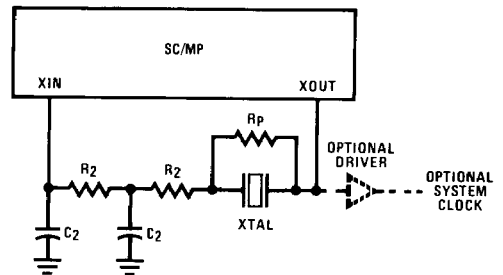 SC/MP
XIN
XOUT
RP
R2
R2
OPTIONAL
DRIVER
OPTIONAL
SYSTEM
CLOCK
XTAL
C2
C2